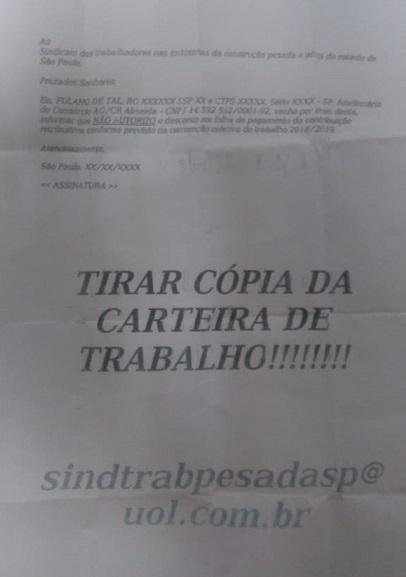 Ao
Sindicam dos trabalhadores nas indústrias da construção pesada e afins do estado de
São Paulo.
Prezados Senhores:
Eu, FULANO DE TAL, RG XXXXXX SSP XX e CTPS XXXXX, Série XXXX - SP, funcionário
do Consórcio AG/CR Almeida - CNPJ 14.592.512/0001-92, venho por meio desta,
informar que NÃO AUTORIZO o desconto em folha de pagamento da contribuição
retributiva conforme previsto na convenção coletiva de trabalho 2018/2019.
Atenciosamente,
São Paulo, XX/XX/XXXX
<< ASSINATURA >>
TIRAR CÓPIA DA
CARTEIRA DE
TRABALHO!!!!!!!!
sindtrabpesadasp@
uol.com.br